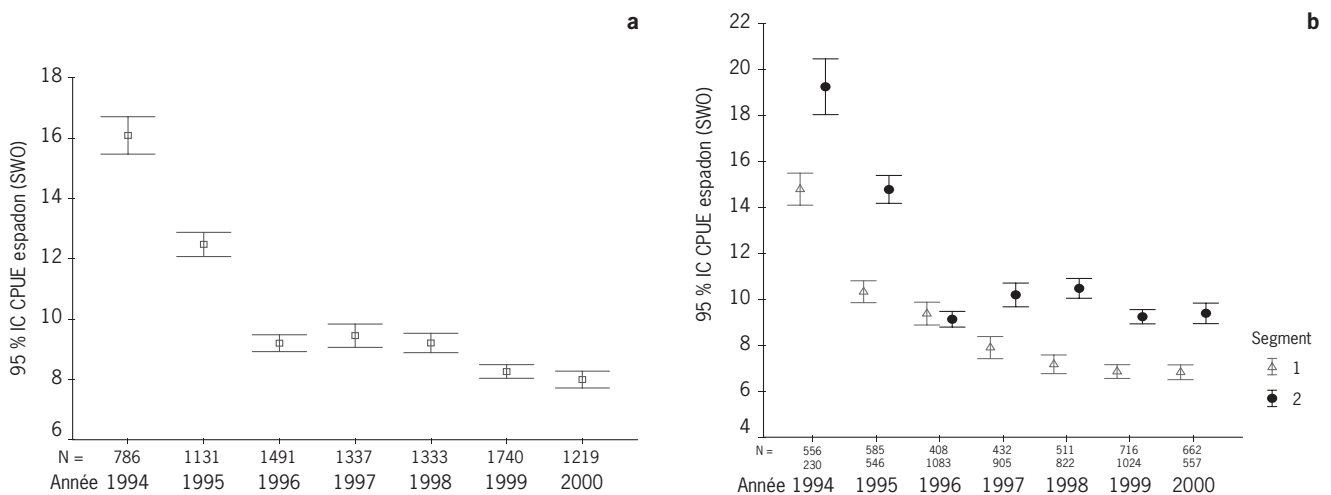 a
18
16
14
12
10
8
6
95 % IC CPUE espadon (SWO)
N = 786 1131 1491 1337 1333 1740 1219
Année 1994 1995 1996 1997 1998 1999 2000
b
22
20
18
16
14
12
10
8
6
4
95 % IC CPUE espadon (SWO)
N = 556 585 408 432 511 716 662
230 546 1083 905 822 1024 557
Année 1994 1995 1996 1997 1998 1999 2000
Segment
1
2